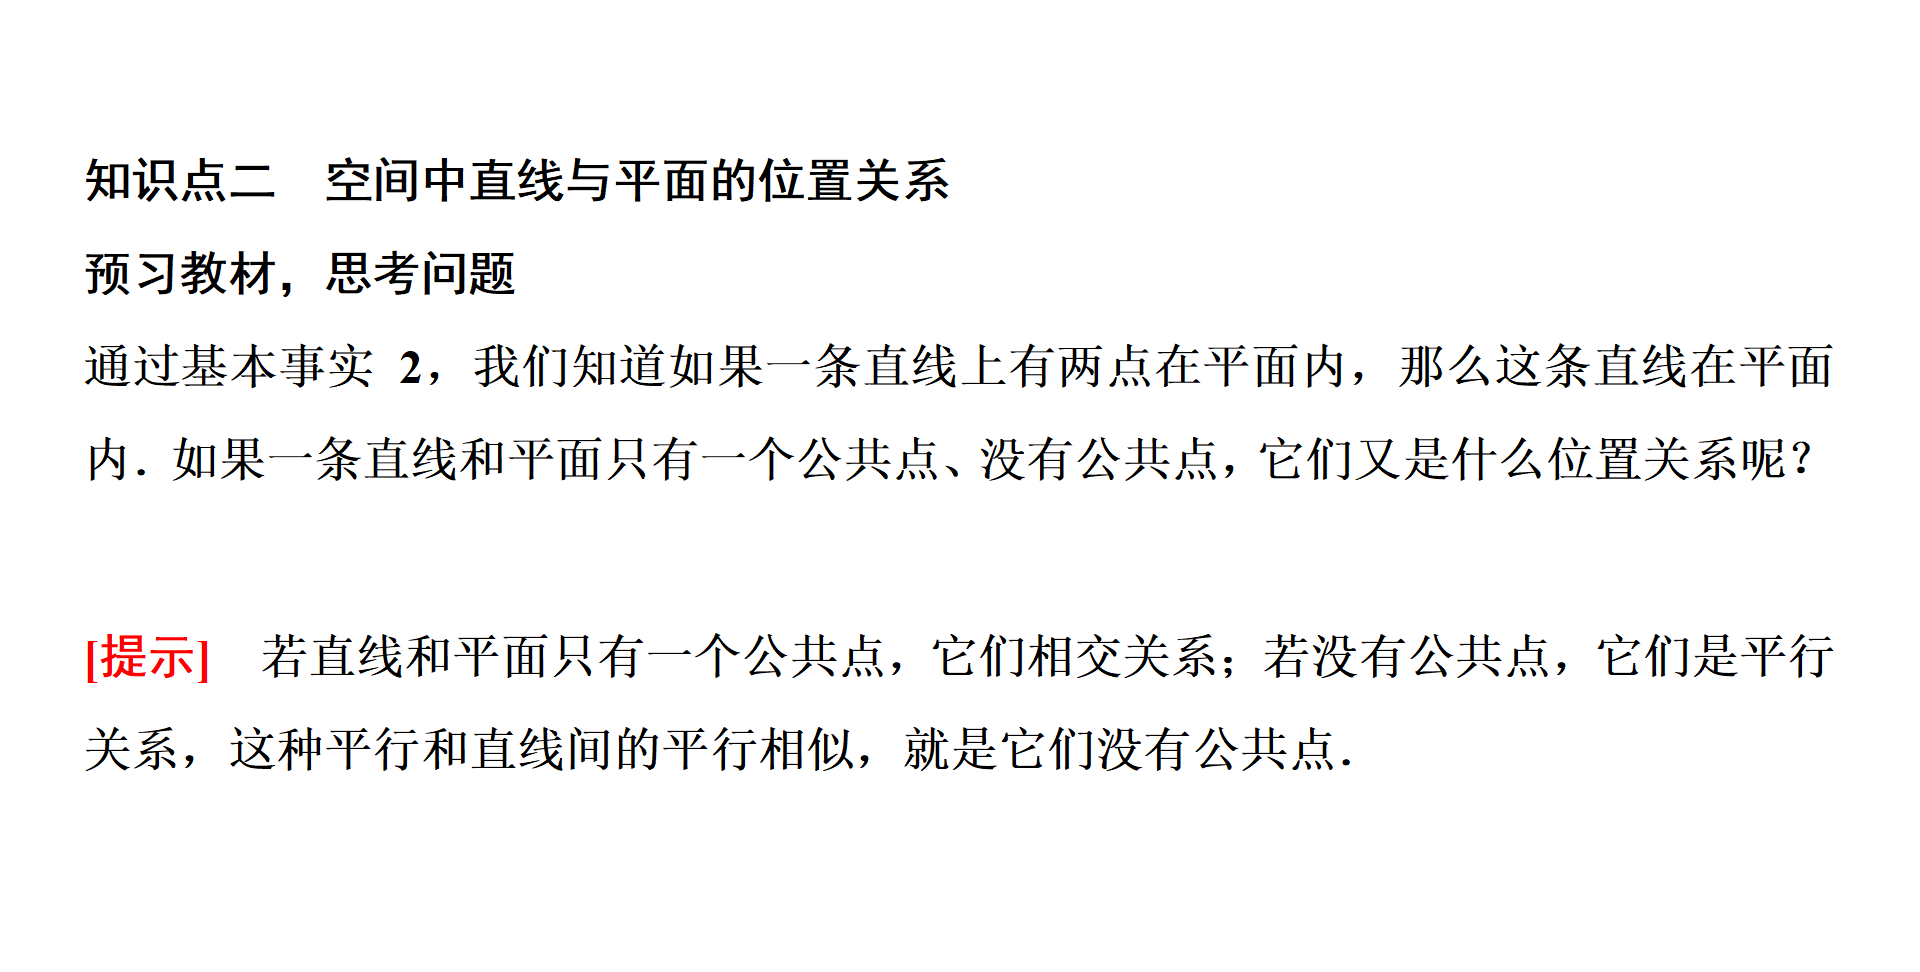 知识点二　空间中直线与平面的位置关系
预习教材，思考问题
通过基本事实 2，我们知道如果一条直线上有两点在平面内，那么这条直线在平面
内．如果一条直线和平面只有一个公共点、没有公共点，它们又是什么位置关系呢？
[提示]　若直线和平面只有一个公共点，它们相交关系；若没有公共点，它们是平行
关系，这种平行和直线间的平行相似，就是它们没有公共点．